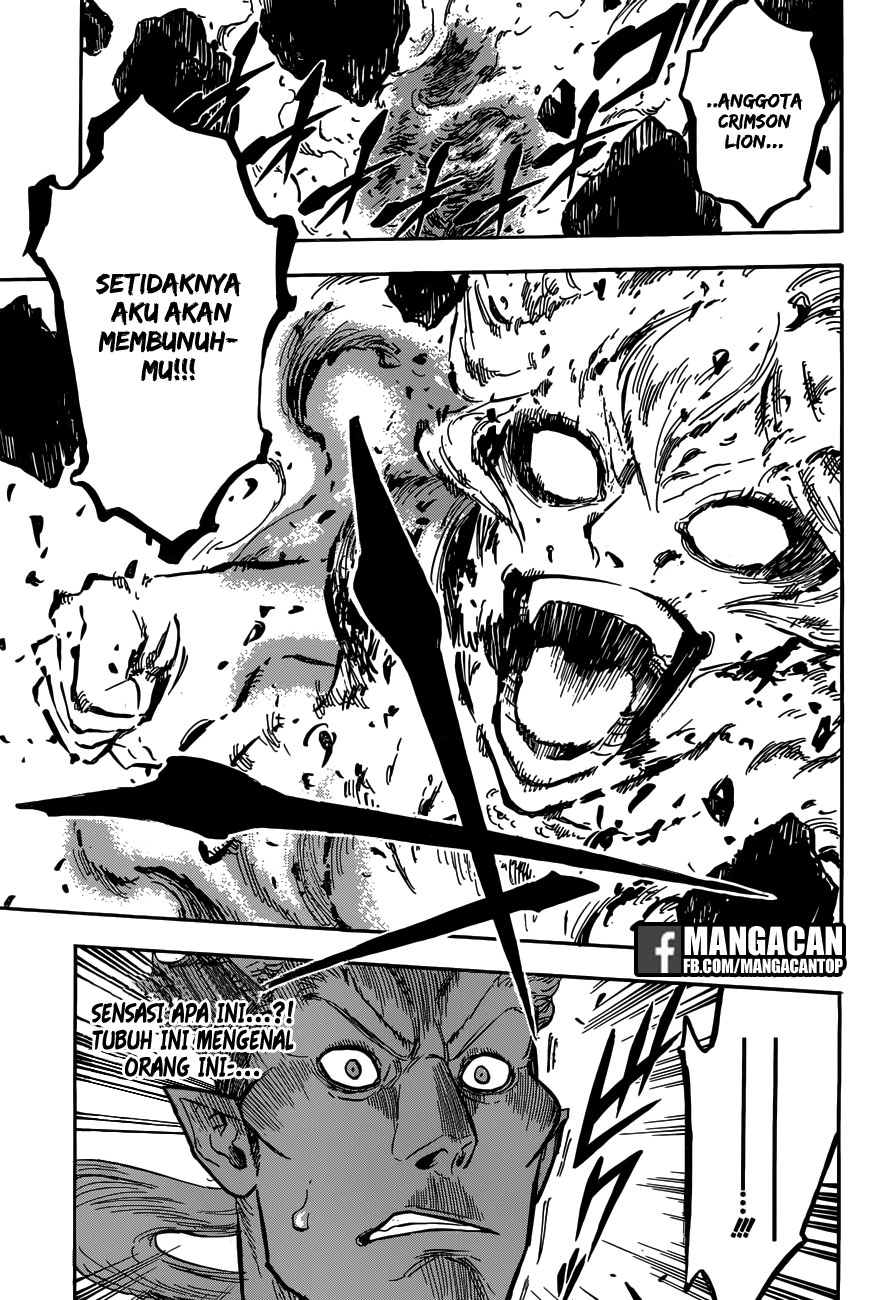 ..ANGGOTA
CRIMSON
LION...
SETIDAKNYA
AKU AKAN
MEMBUNUH-
MU!!!
MANGACAN
FB.COM/MANGACANTOP
SENSASI APA INI...?!
TUBUH INI MENGENAL
ORANG INI-...
...!!!